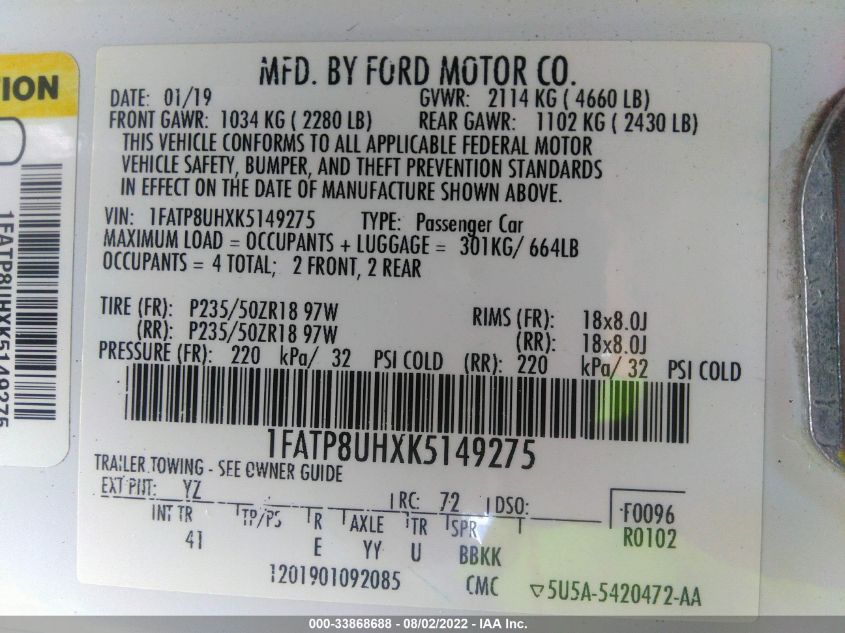 TION
1FATP8UHXK5149275
MFD. BY FORD MOTOR CO.
DATE: 01/19 GVWR: 2114 KG ( 4660 LB)
FRONT GAWR: 1034 KG ( 2280 LB) REAR GAWR: 1102 KG ( 2430 LB)
THIS VEHICLE CONFORMS TO ALL APPLICABLE FEDERAL MOTOR
VEHICLE SAFETY, BUMPER, AND THEFT PREVENTION STANDARDS
IN EFFECT ON THE DATE OF MANUFACTURE SHOWN ABOVE.
VIN: 1FATP8UHXK5149275 TYPE: Passenger Car
MAXIMUM LOAD = OCCUPANTS + LUGGAGE = 301KG/ 664LB
OCCUPANTS = 4 TOTAL; 2 FRONT, 2 REAR
TIRE (FR): P235/50ZR18 97W RIMS (FR): 18x8.0J
(RR): P235/50ZR18 97W (RR): 18x8.0J
PRESSURE (FR): 220 kPa/ 32 PSI COLD (RR): 220 kPa/ 32 PSI COLD
1FATP8UHXK5149275
TRAILER TOWING - SEE OWNER GUIDE
EXT PNT: YZ RC: 72 DSO: F0096
INT TR TP/PS R AXLE TR SPR R0102
41 E YY U BBKK
1201901092085 CMC ▽5U5A-5420472-AA
000-33868688 - 08/02/2022 - IAA Inc.